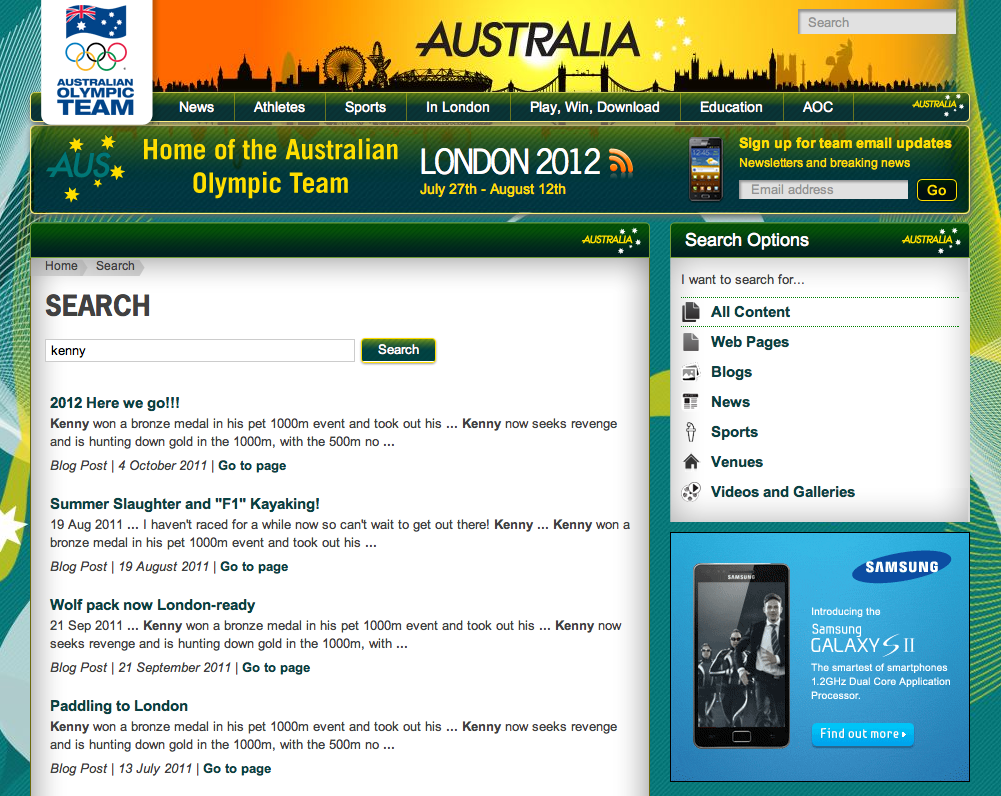 AUSTRALIAN
OLYMPIC
TEAM
AUSTRALIA
Search
News
Athletes
Sports
In London
Play, Win, Download
Education
AOC
AUSTRALIA
AUS
Home of the Australian
Olympic Team
LONDON 2012
July 27th - August 12th
Sign up for team email updates
Newsletters and breaking news
Email address
Go
AUSTRALIA
Home
Search
SEARCH
kenny
Search
2012 Here we go!!!
Kenny won a bronze medal in his pet 1000m event and took out his ... Kenny now seeks revenge
and is hunting down gold in the 1000m, with the 500m no ...
Blog Post | 4 October 2011 | Go to page
Summer Slaughter and "F1" Kayaking!
19 Aug 2011 ... I haven't raced for a while now so can't wait to get out there! Kenny ... Kenny won a
bronze medal in his pet 1000m event and took out his ...
Blog Post | 19 August 2011 | Go to page
Wolf pack now London-ready
21 Sep 2011 ... Kenny won a bronze medal in his pet 1000m event and took out his ... Kenny now
seeks revenge and is hunting down gold in the 1000m, with ...
Blog Post | 21 September 2011 | Go to page
Paddling to London
Kenny won a bronze medal in his pet 1000m event and took out his ... Kenny now seeks revenge
and is hunting down gold in the 1000m, with the 500m no ...
Blog Post | 13 July 2011 | Go to page
Search Options
AUSTRALIA
I want to search for...
All Content
Web Pages
Blogs
News
Sports
Venues
Videos and Galleries
SAMSUNG
SAMSUNG
Introducing the
Samsung
GALAXY S II
The smartest of smartphones
1.2GHz Dual Core Application
Processor.
Find out more